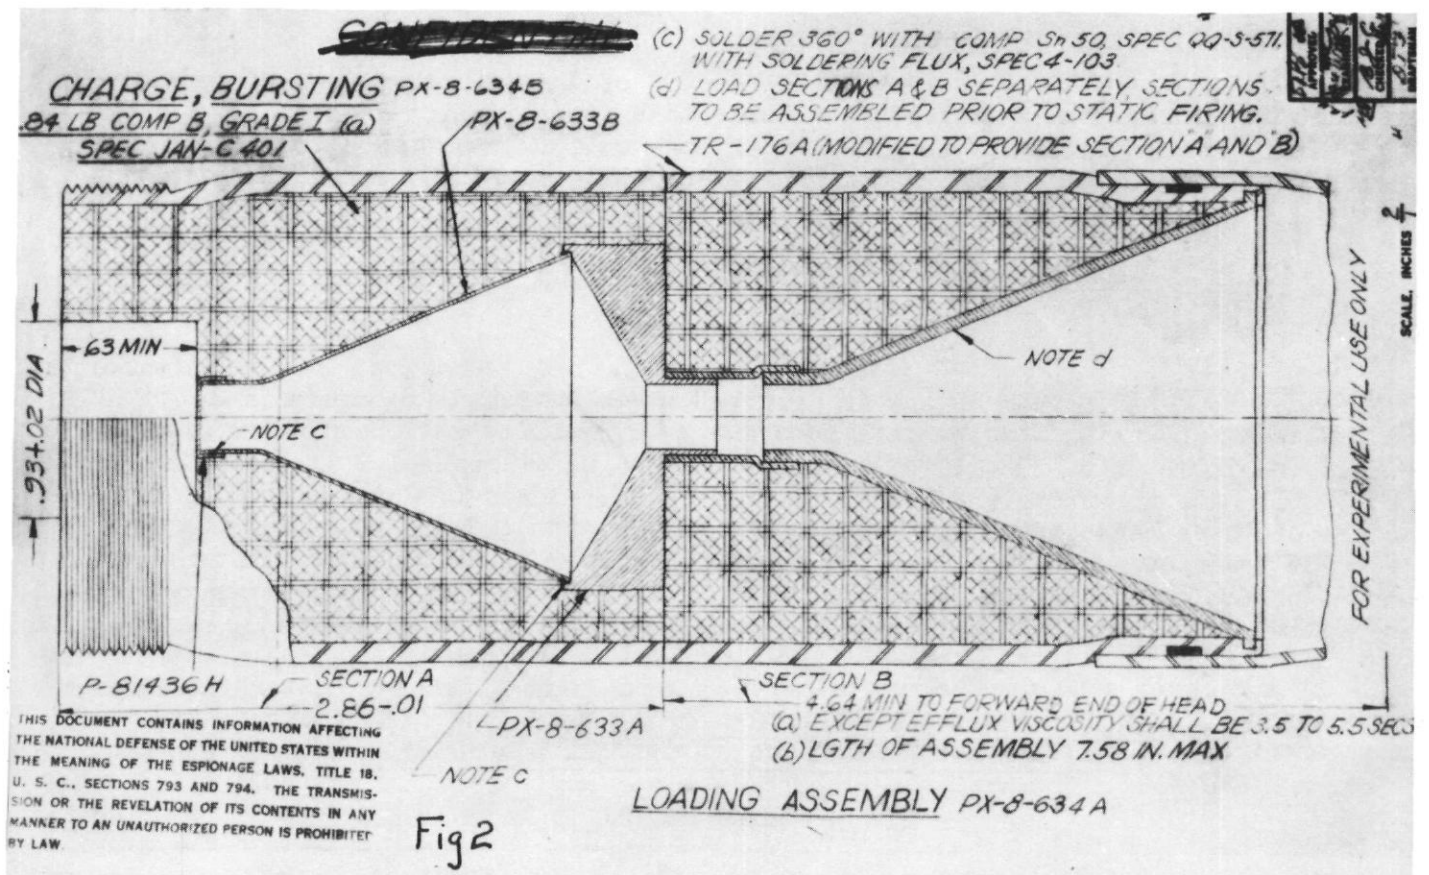 CONFIDENTIAL
(c) SOLDER 360° WITH COMP Sn 50, SPEC QQ-S-571.
WITH SOLDERING FLUX, SPEC 4-103
(d) LOAD SECTIONS A & B SEPARATELY, SECTIONS
TO BE ASSEMBLED PRIOR TO STATIC FIRING.
TR-176A (MODIFIED TO PROVIDE SECTION "A" AND "B")
CHARGE, BURSTING PX-8-634B
.84 LB COMP B, GRADE I (a)
SPEC JAN-C 401
PX-8-633B
.63 MIN
.93+.02 DIA
NOTE C
NOTE d
FOR EXPERIMENTAL USE ONLY
SCALE, INCHES 2/1
P-81436H
SECTION A
2.86-.01
PX-8-633A
NOTE C
SECTION B
4.64 MIN TO FORWARD END OF HEAD
(a) EXCEPT EFFLUX VISCOSITY SHALL BE 3.5 TO 5.5 SECS
(b) LGTH OF ASSEMBLY 7.58 IN. MAX
LOADING ASSEMBLY PX-8-634A
THIS DOCUMENT CONTAINS INFORMATION AFFECTING
THE NATIONAL DEFENSE OF THE UNITED STATES WITHIN
THE MEANING OF THE ESPIONAGE LAWS, TITLE 18,
U. S. C., SECTIONS 793 AND 794. THE TRANSMIS-
SION OR THE REVELATION OF ITS CONTENTS IN ANY
MANNER TO AN UNAUTHORIZED PERSON IS PROHIBITED
BY LAW.
Fig 2